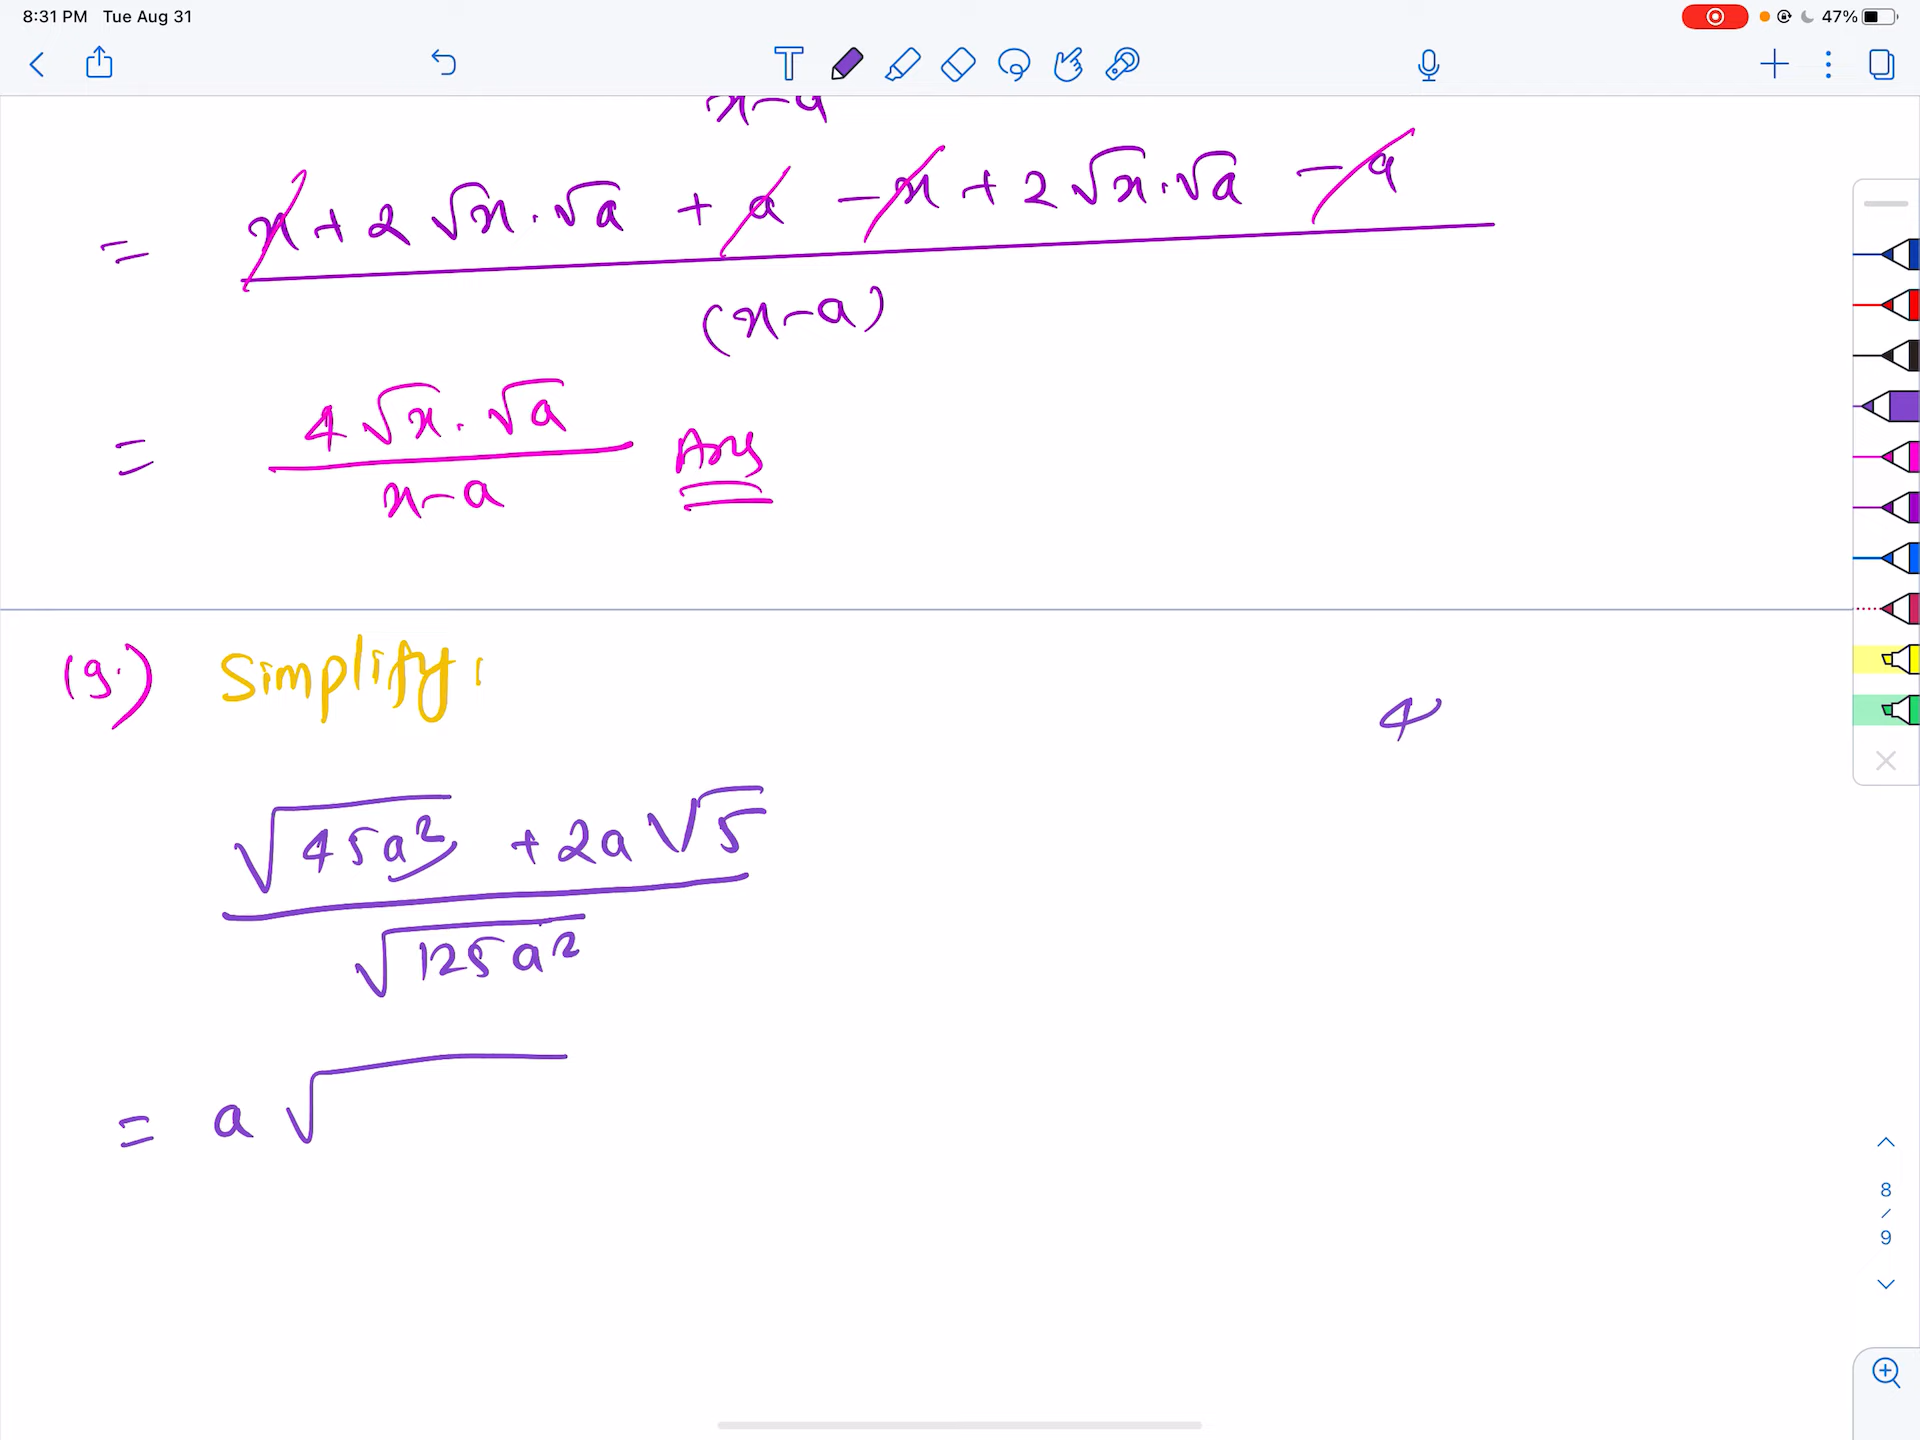 8:31 PM Tue Aug 31 47%
x-a
= x + 2 √x . √a + a - x + 2 √x . √a - a
(x-a)
= 4 √x . √a
x-a
Ans
(9.) Simplify:
4
√45a² + 2a √5
√125a²
= a √
8
/
9